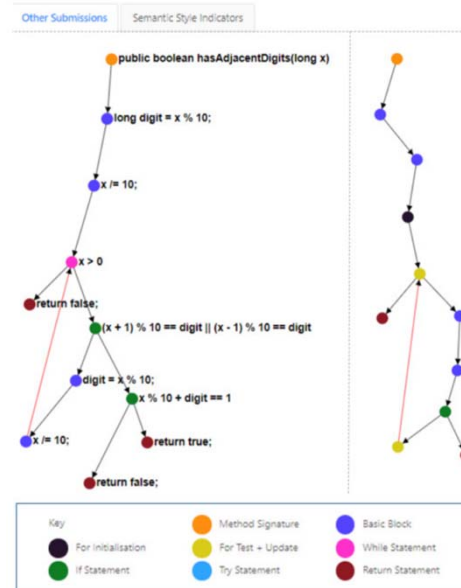 Other Submissions
Semantic Style Indicators
public boolean hasAdjacentDigits(long x)
long digit = x % 10;
x /= 10;
x > 0
return false;
(x + 1) % 10 == digit || (x - 1) % 10 == digit
digit = x % 10;
x % 10 + digit == 1
x /= 10;
return true;
return false;
Key
Method Signature
Basic Block
For Initialisation
For Test + Update
While Statement
If Statement
Try Statement
Return Statement